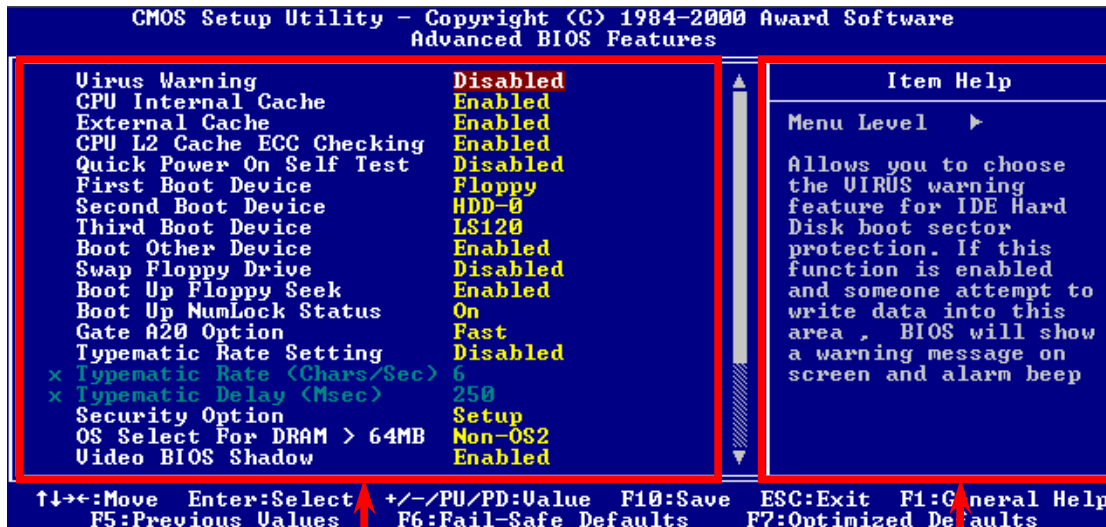 CMOS Setup Utility – Copyright (C) 1984–2000 Award Software
Advanced BIOS Features
Virus Warning Disabled
CPU Internal Cache Enabled
External Cache Enabled
CPU L2 Cache ECC Checking Enabled
Quick Power On Self Test Disabled
First Boot Device Floppy
Second Boot Device HDD-0
Third Boot Device LS120
Boot Other Device Enabled
Swap Floppy Drive Disabled
Boot Up Floppy Seek Enabled
Boot Up NumLock Status On
Gate A20 Option Fast
Typematic Rate Setting Disabled
x Typematic Rate (Chars/Sec) 6
x Typematic Delay (Msec) 250
Security Option Setup
OS Select For DRAM > 64MB Non-OS2
Video BIOS Shadow Enabled
Item Help
Menu Level ►
Allows you to choose
the VIRUS warning
feature for IDE Hard
Disk boot sector
protection. If this
function is enabled
and someone attempt to
write data into this
area , BIOS will show
a warning message on
screen and alarm beep
↑↓→←:Move Enter:Select +/-/PU/PD:Value F10:Save ESC:Exit F1:General Help
F5:Previous Values F6:Fail-Safe Defaults F7:Optimized Defaults